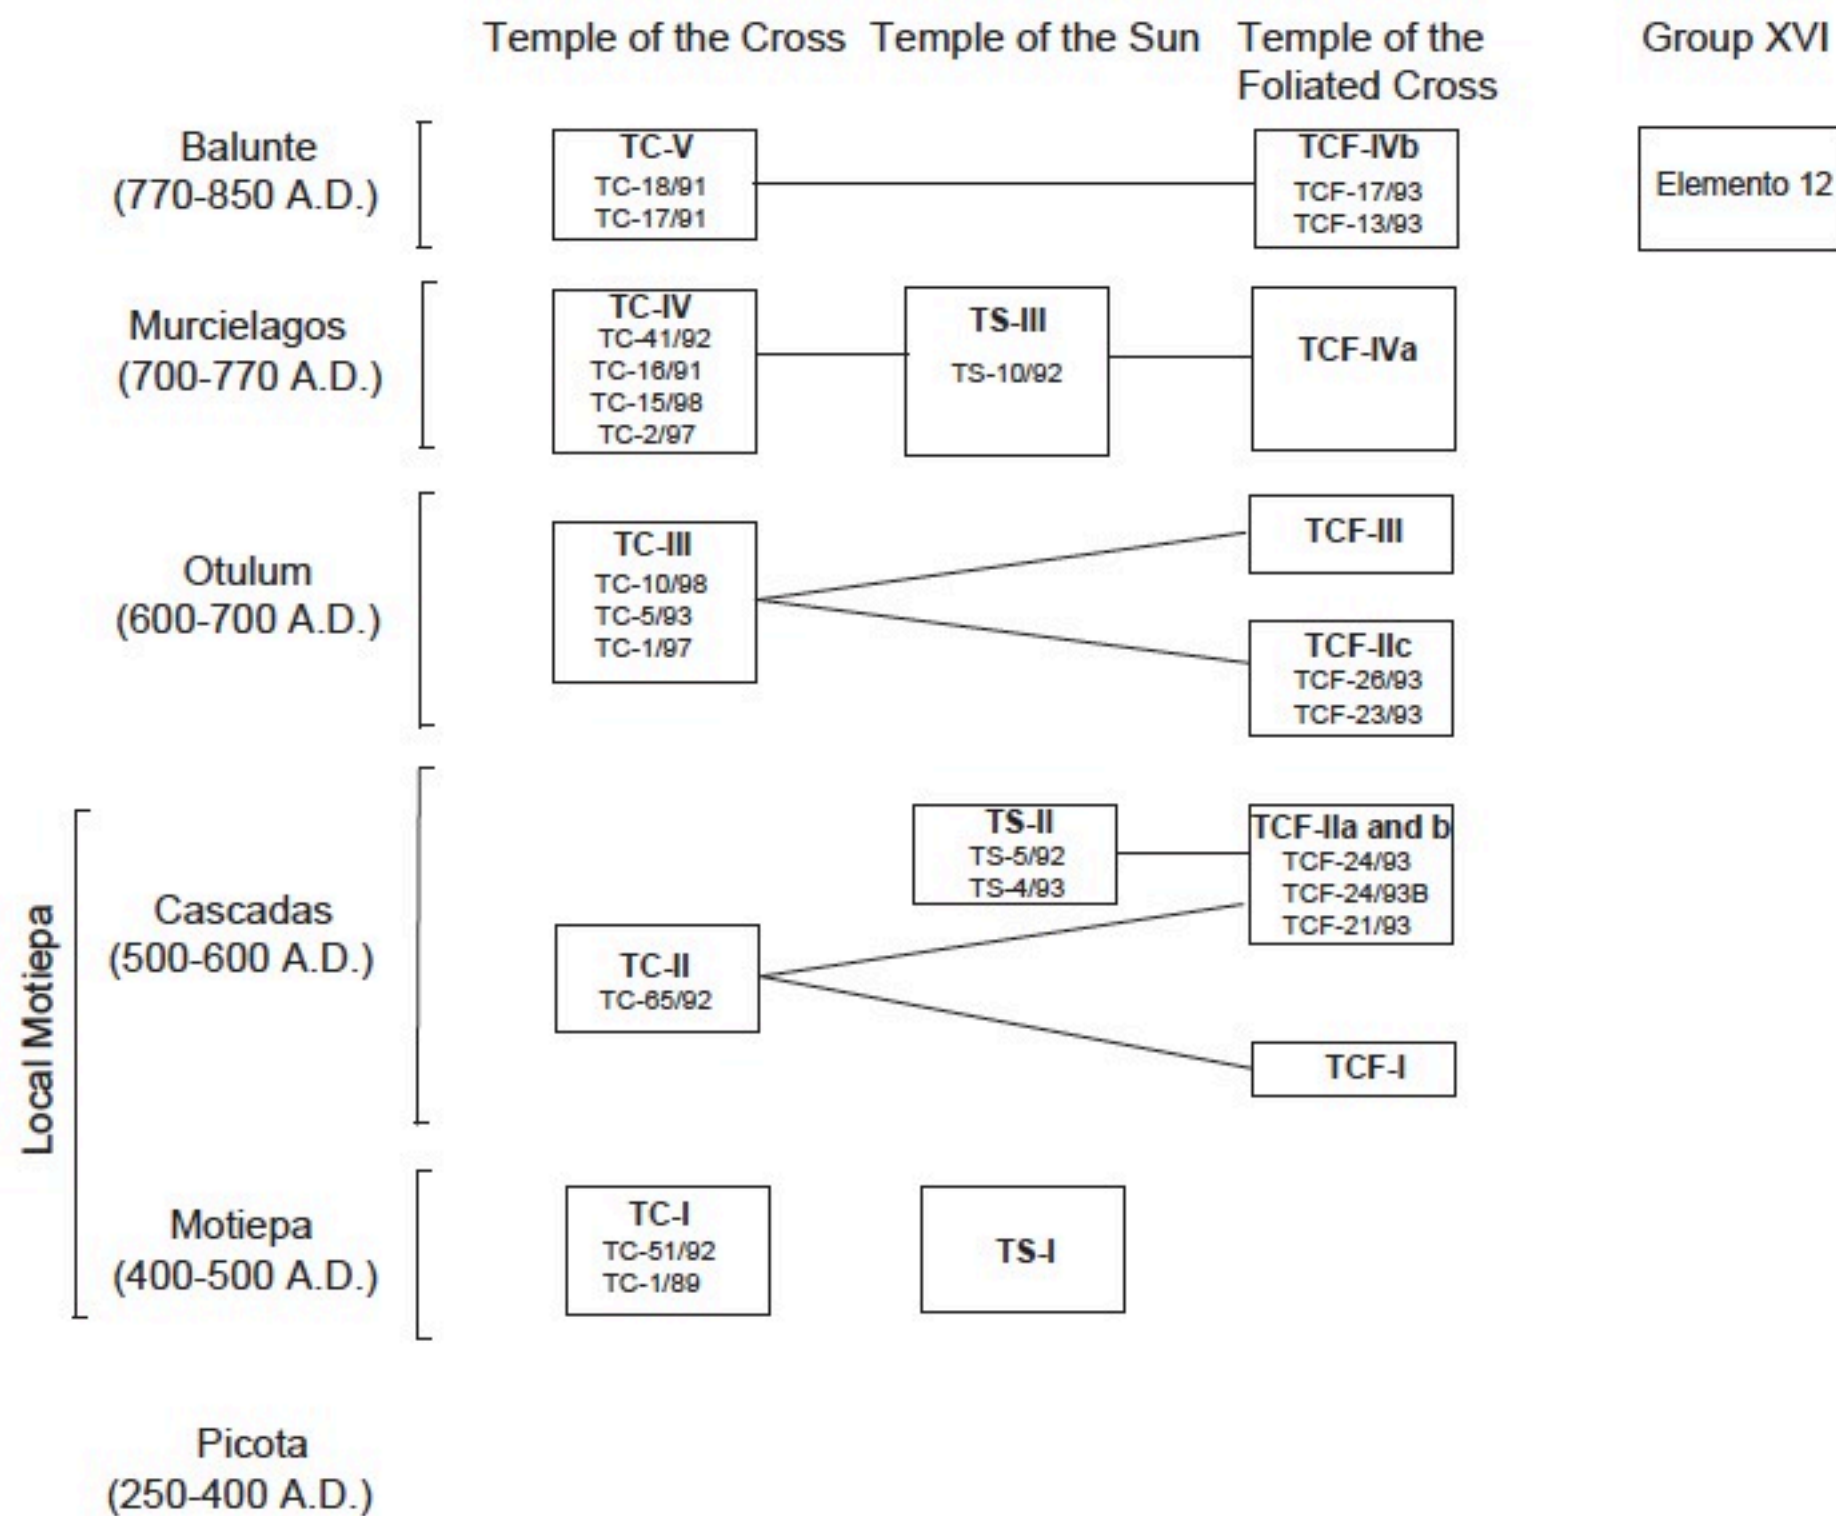 Temple of the Cross Temple of the Sun Temple of the Foliated Cross Group XVI
Balunte
(770-850 A.D.)
TC-V
TC-18/91
TC-17/91
TCF-IVb
TCF-17/93
TCF-13/93
Elemento 12
Murcielagos
(700-770 A.D.)
TC-IV
TC-41/92
TC-16/91
TC-15/98
TC-2/97
TS-III
TS-10/92
TCF-IVa
Otulum
(600-700 A.D.)
TC-III
TC-10/98
TC-5/93
TC-1/97
TCF-III
TCF-IIc
TCF-26/93
TCF-23/93
Local Motiepa
Cascadas
(500-600 A.D.)
TC-II
TC-65/92
TS-II
TS-5/92
TS-4/93
TCF-IIa and b
TCF-24/93
TCF-24/93B
TCF-21/93
TCF-I
Motiepa
(400-500 A.D.)
TC-I
TC-51/92
TC-1/89
TS-I
Picota
(250-400 A.D.)